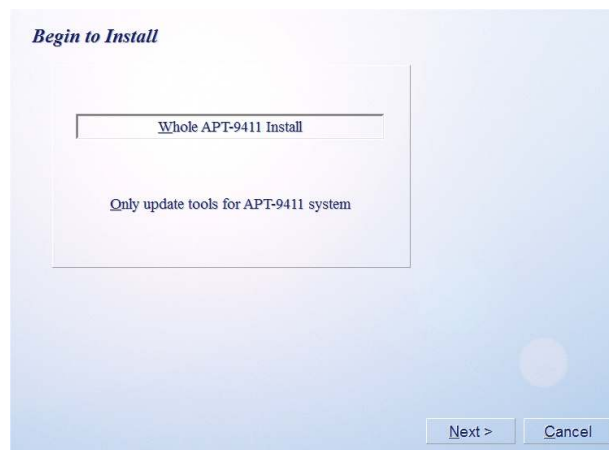 Begin to Install
Whole APT-9411 Install
Only update tools for APT-9411 system
Next >
Cancel